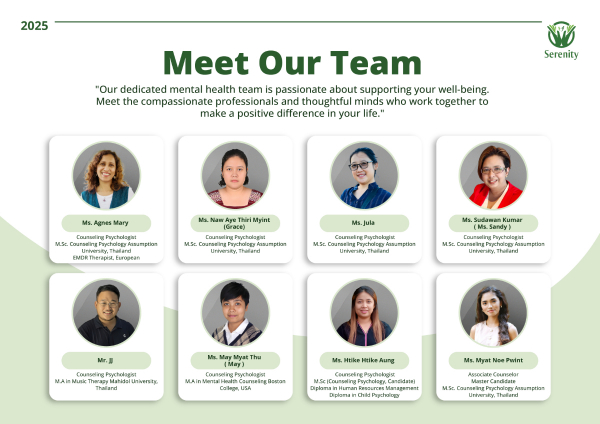 2025
Serenity
Meet Our Team
"Our dedicated mental health team is passionate about supporting your well-being.
Meet the compassionate professionals and thoughtful minds who work together to
make a positive difference in your life."
Ms. Agnes Mary
Counseling Psychologist
M.Sc. Counseling Psychology Assumption
University, Thailand
EMDR Therapist, European
Ms. Naw Aye Thiri Myint
(Grace)
Counseling Psychologist
M.Sc. Counseling Psychology Assumption
University, Thailand
Ms. Jula
Counseling Psychologist
M.Sc. Counseling Psychology Assumption
University, Thailand
Ms. Sudawan Kumar
( Ms. Sandy )
Counseling Psychologist
M.Sc. Counseling Psychology Assumption
University, Thailand
Mr. JJ
Counseling Psychologist
M.A in Music Therapy Mahidol University,
Thailand
Ms. May Myat Thu
( May )
Counseling Psychologist
M.A in Mental Health Counseling Boston
College, USA
Ms. Htike Htike Aung
Counseling Psychologist
M.Sc (Counseling Psychology, Candidate)
Diploma in Human Resources Management
Diploma in Child Psychology
Ms. Myat Noe Pwint
Associate Counselor
Master Candidate
M.Sc. Counseling Psychology Assumption
University, Thailand